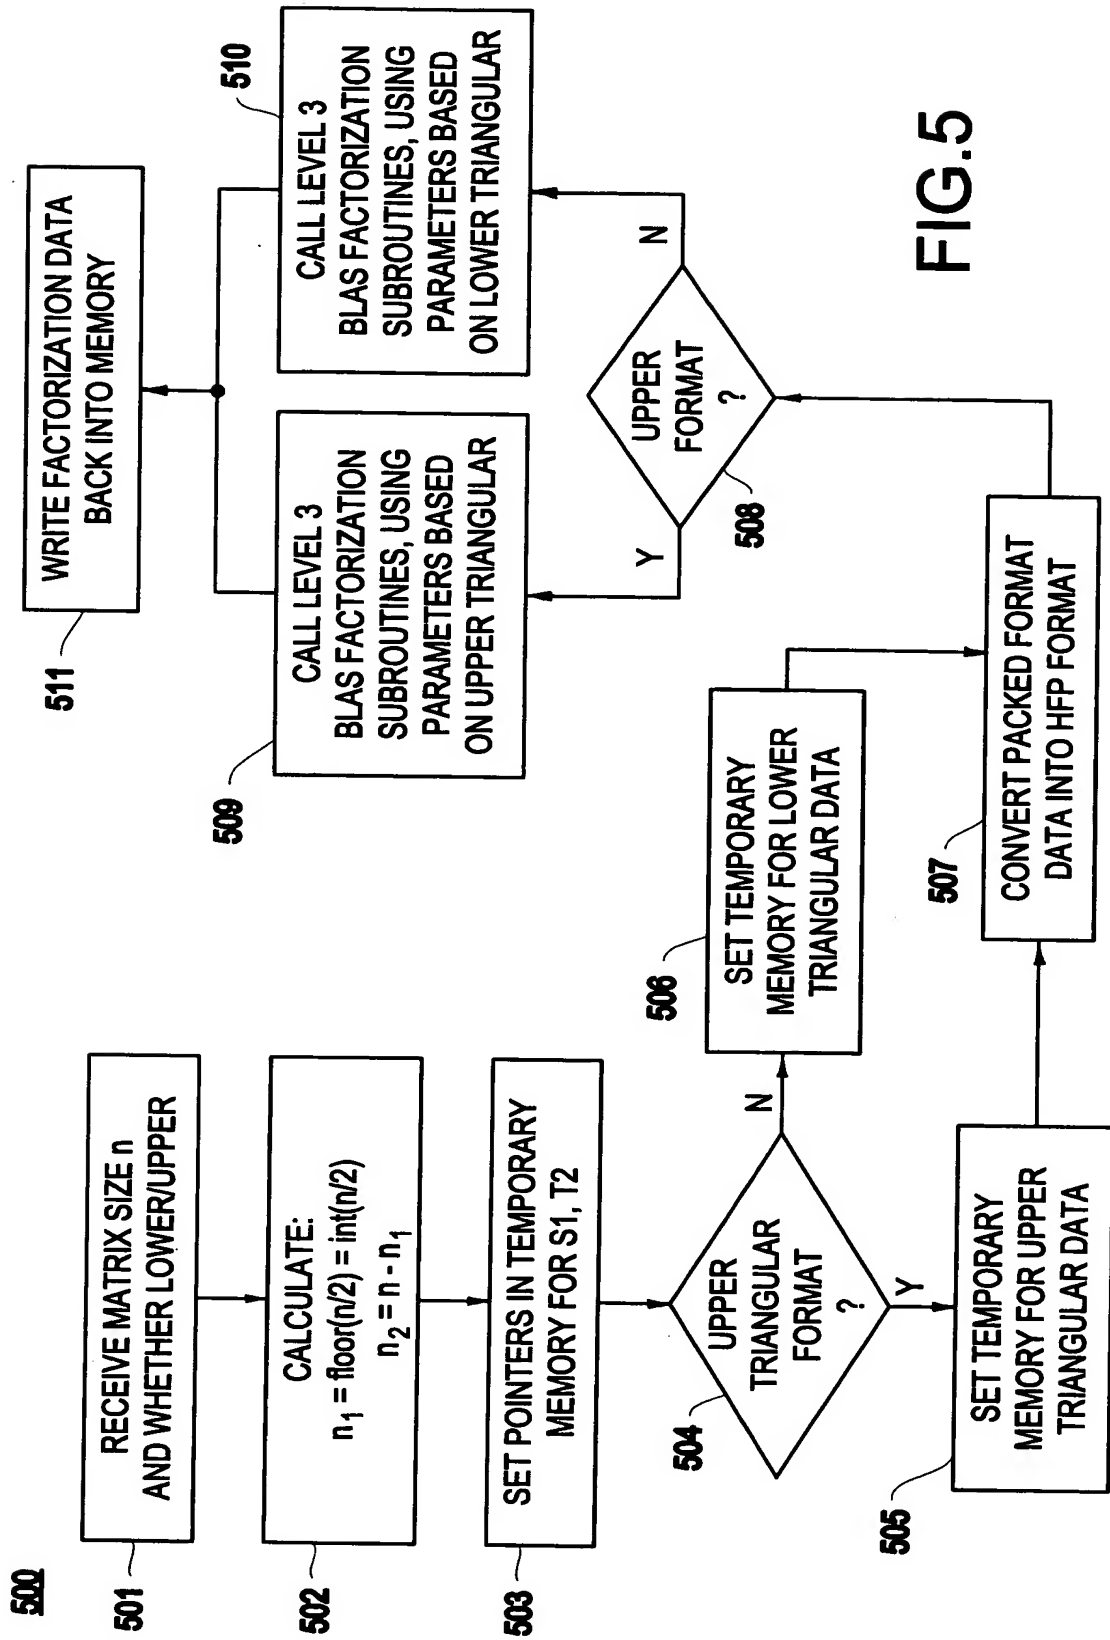 500
501
RECEIVE MATRIX SIZE n
AND WHETHER LOWER/UPPER
502
CALCULATE:
n1 = floor(n/2) = int(n/2)
n2 = n - n1
503
SET POINTERS IN TEMPORARY
MEMORY FOR S1, T2
504
UPPER
TRIANGULAR
FORMAT
?
Y
N
505
SET TEMPORARY
MEMORY FOR UPPER
TRIANGULAR DATA
506
SET TEMPORARY
MEMORY FOR LOWER
TRIANGULAR DATA
507
CONVERT PACKED FORMAT
DATA INTO HFP FORMAT
508
UPPER
FORMAT
?
Y
N
509
CALL LEVEL 3
BLAS FACTORIZATION
SUBROUTINES, USING
PARAMETERS BASED
ON UPPER TRIANGULAR
510
CALL LEVEL 3
BLAS FACTORIZATION
SUBROUTINES, USING
PARAMETERS BASED
ON LOWER TRIANGULAR
511
WRITE FACTORIZATION DATA
BACK INTO MEMORY
FIG.5